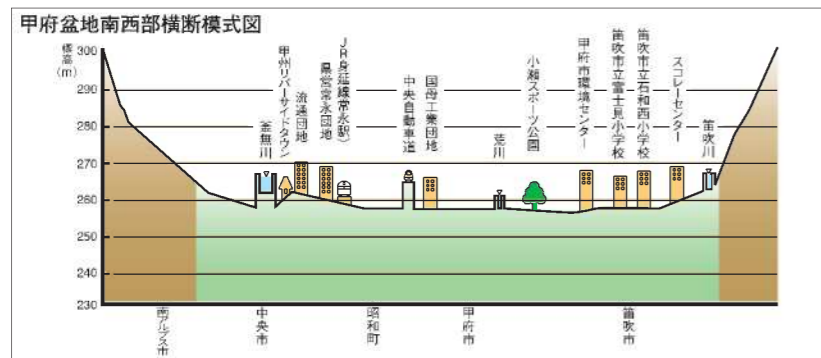 甲府盆地南西部横断模式図
標高(m)
300
290
280
270
260
250
240
230
釜無川
甲州リバーサイドタウン
流通団地
県営常永団地
JR身延線常永駅)
中央自動車道
国母工業団地
荒川
小瀬スポーツ公園
甲府市環境センター
笛吹市立富士見小学校
笛吹市立石和西小学校
スコレーセンター
笛吹川
南アルプス市
中央市
昭和町
甲府市
笛吹市